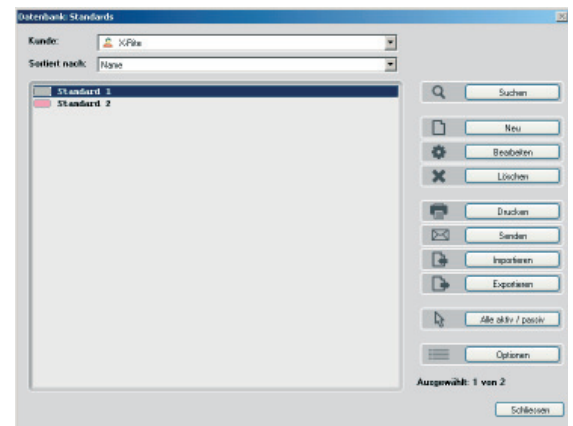 Datenbank: Standards
Kunde: X-Rite
Sortiert nach: Name
Standard 1
Standard 2
Suchen
Neu
Bearbeiten
Löschen
Drucken
Senden
Importieren
Exportieren
Alle aktiv / passiv
Optionen
Ausgewählt: 1 von 2
Schliessen